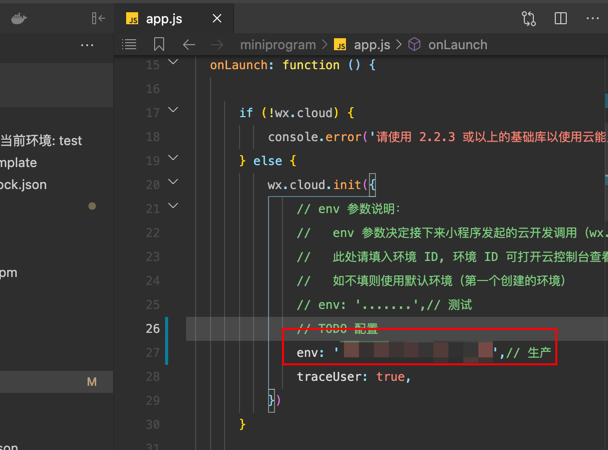 JS app.js
miniprogram > JS app.js > onLaunch
当前环境: test
mplate
ock.json
pm
M
son
15 onLaunch: function () {
16
17 if (!wx.cloud) {
18 console.error('请使用 2.2.3 或以上的基础库以使用云能
19 } else {
20 wx.cloud.init({
21 // env 参数说明：
22 // env 参数决定接下来小程序发起的云开发调用（wx.
23 // 此处请填入环境 ID, 环境 ID 可打开云控制台查看
24 // 如不填则使用默认环境（第一个创建的环境）
25 // env: '.......',// 测试
26 // TODO 配置
27 env: '',// 生产
28 traceUser: true,
29 })
30 }
31